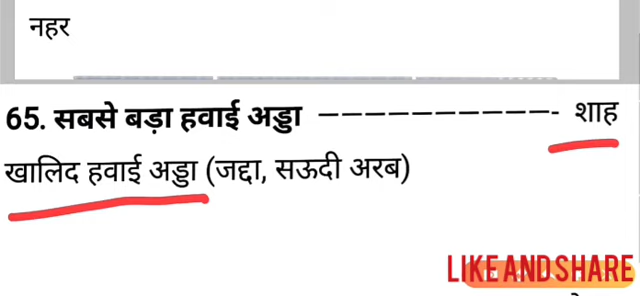 नहर
65. सबसे बड़ा हवाई अड्डा ------------ शाह
खालिद हवाई अड्डा (जद्दा, सऊदी अरब)
LIKE AND SHARE